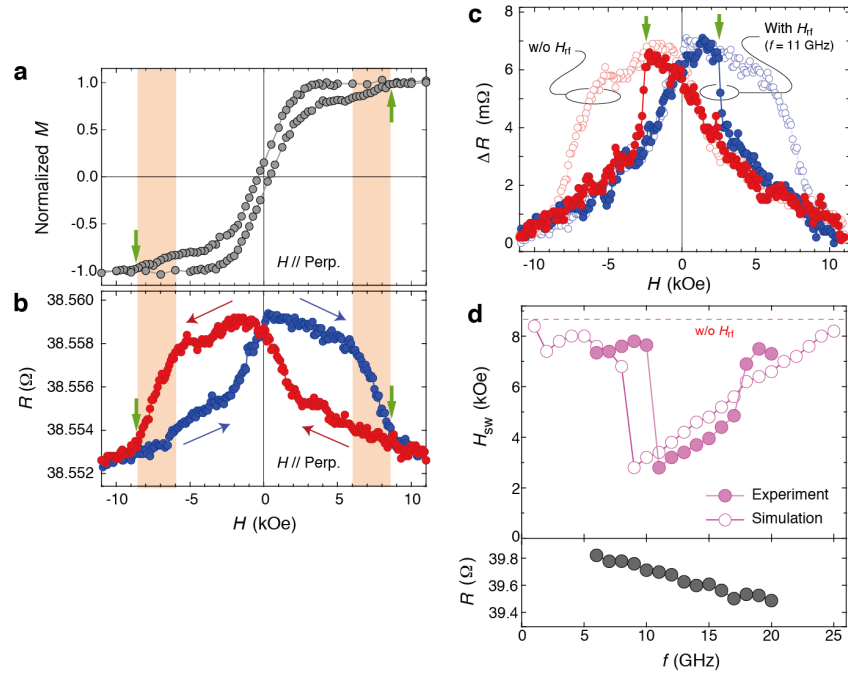 a
Normalized M
1.0
0.5
0.0
-0.5
-1.0
H // Perp.
b
R (Ω)
38.560
38.558
38.556
38.554
38.552
H // Perp.
-10 -5 0 5 10
H (kOe)
c
ΔR (mΩ)
8
6
4
2
0
w/o Hrf
With Hrf
(f = 11 GHz)
-10 -5 0 5 10
H (kOe)
d
Hsw (kOe)
8
6
4
2
0
w/o Hrf
Experiment
Simulation
R (Ω)
39.8
39.6
39.4
0 5 10 15 20 25
f (GHz)